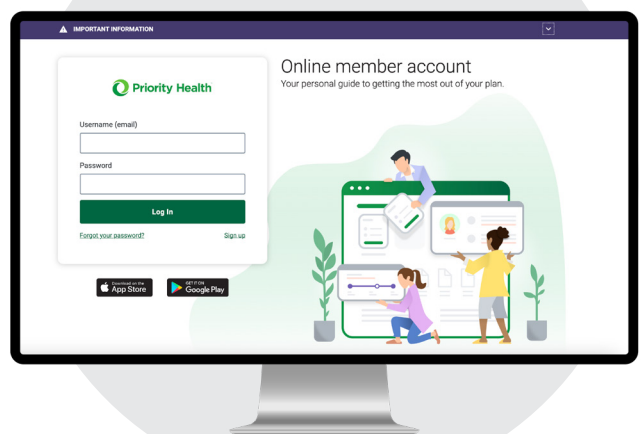 IMPORTANT INFORMATION
Priority Health
Username (email)
Password
Log In
Forgot your password?
Sign up
Download on the
App Store
GET IT ON
Google Play
Online member account
Your personal guide to getting the most out of your plan.